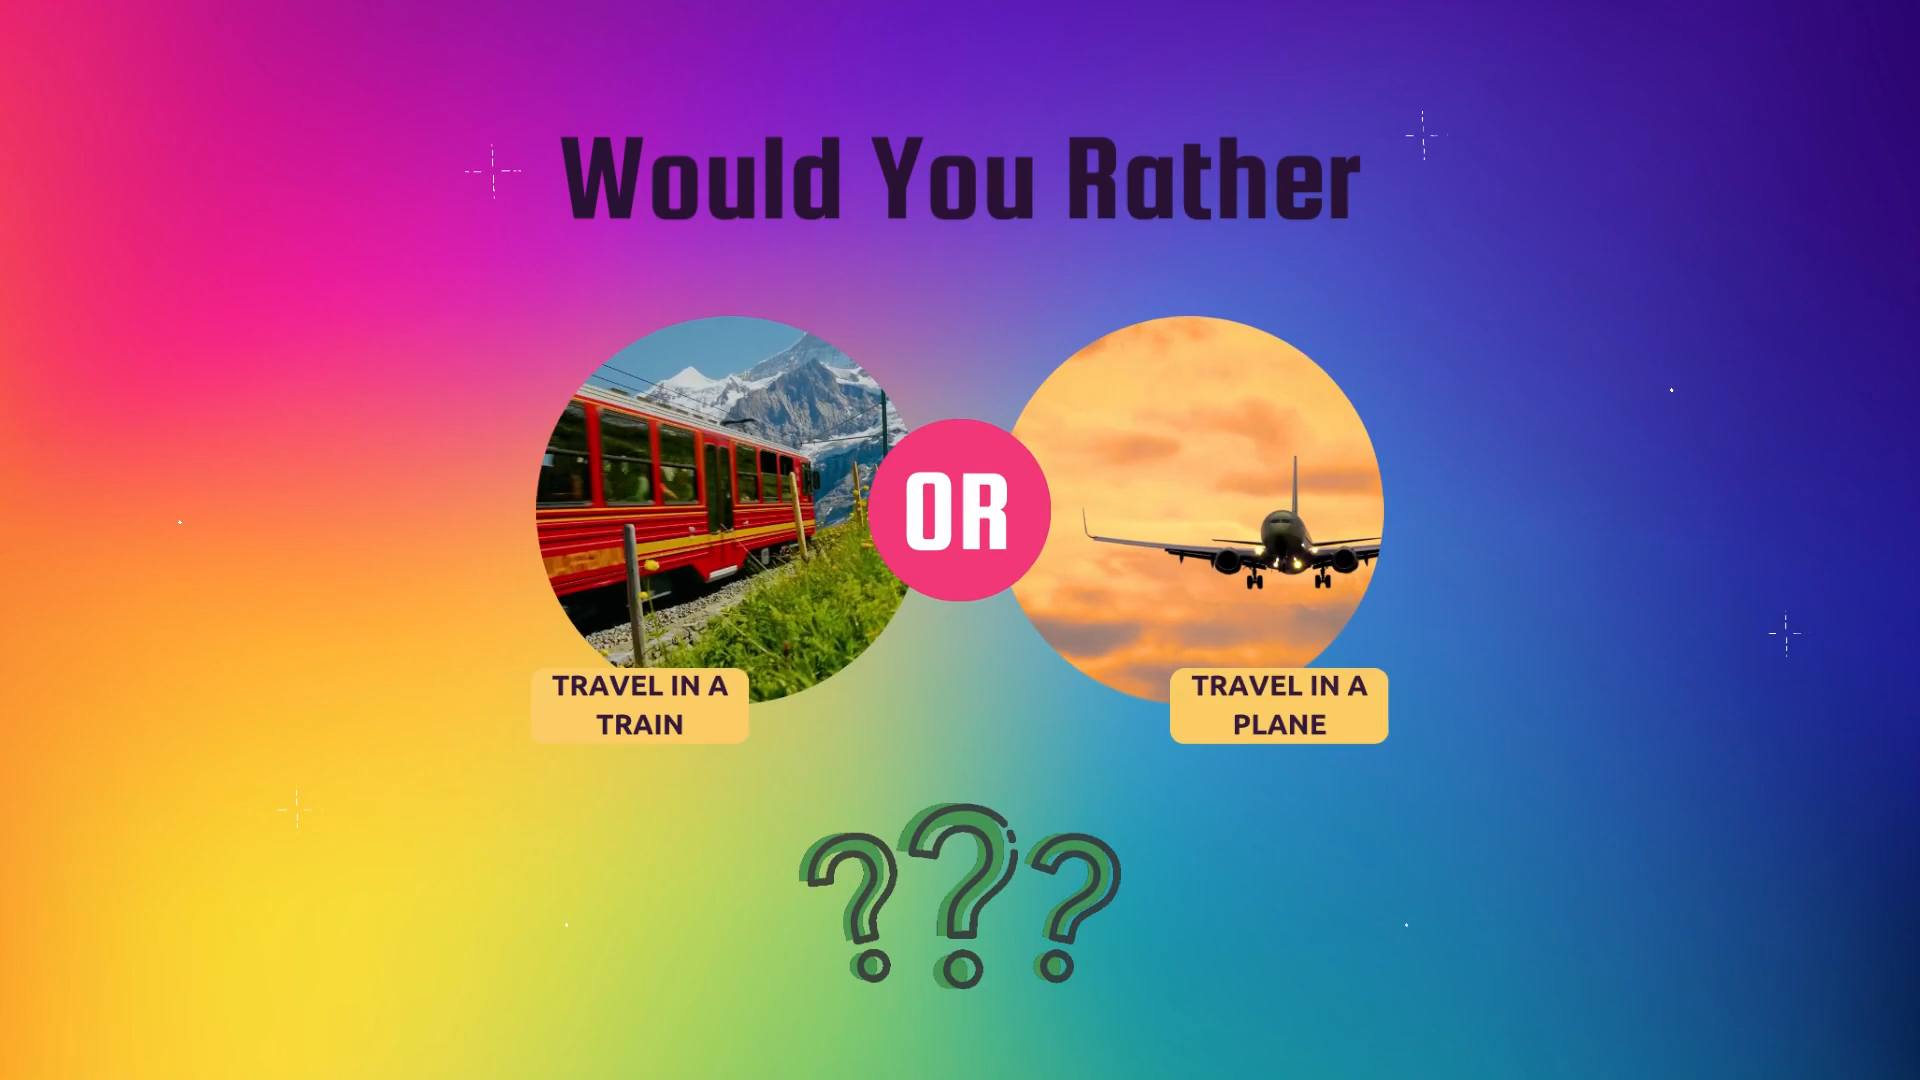 Would You Rather
OR
TRAVEL IN A
TRAIN
TRAVEL IN A
PLANE
???